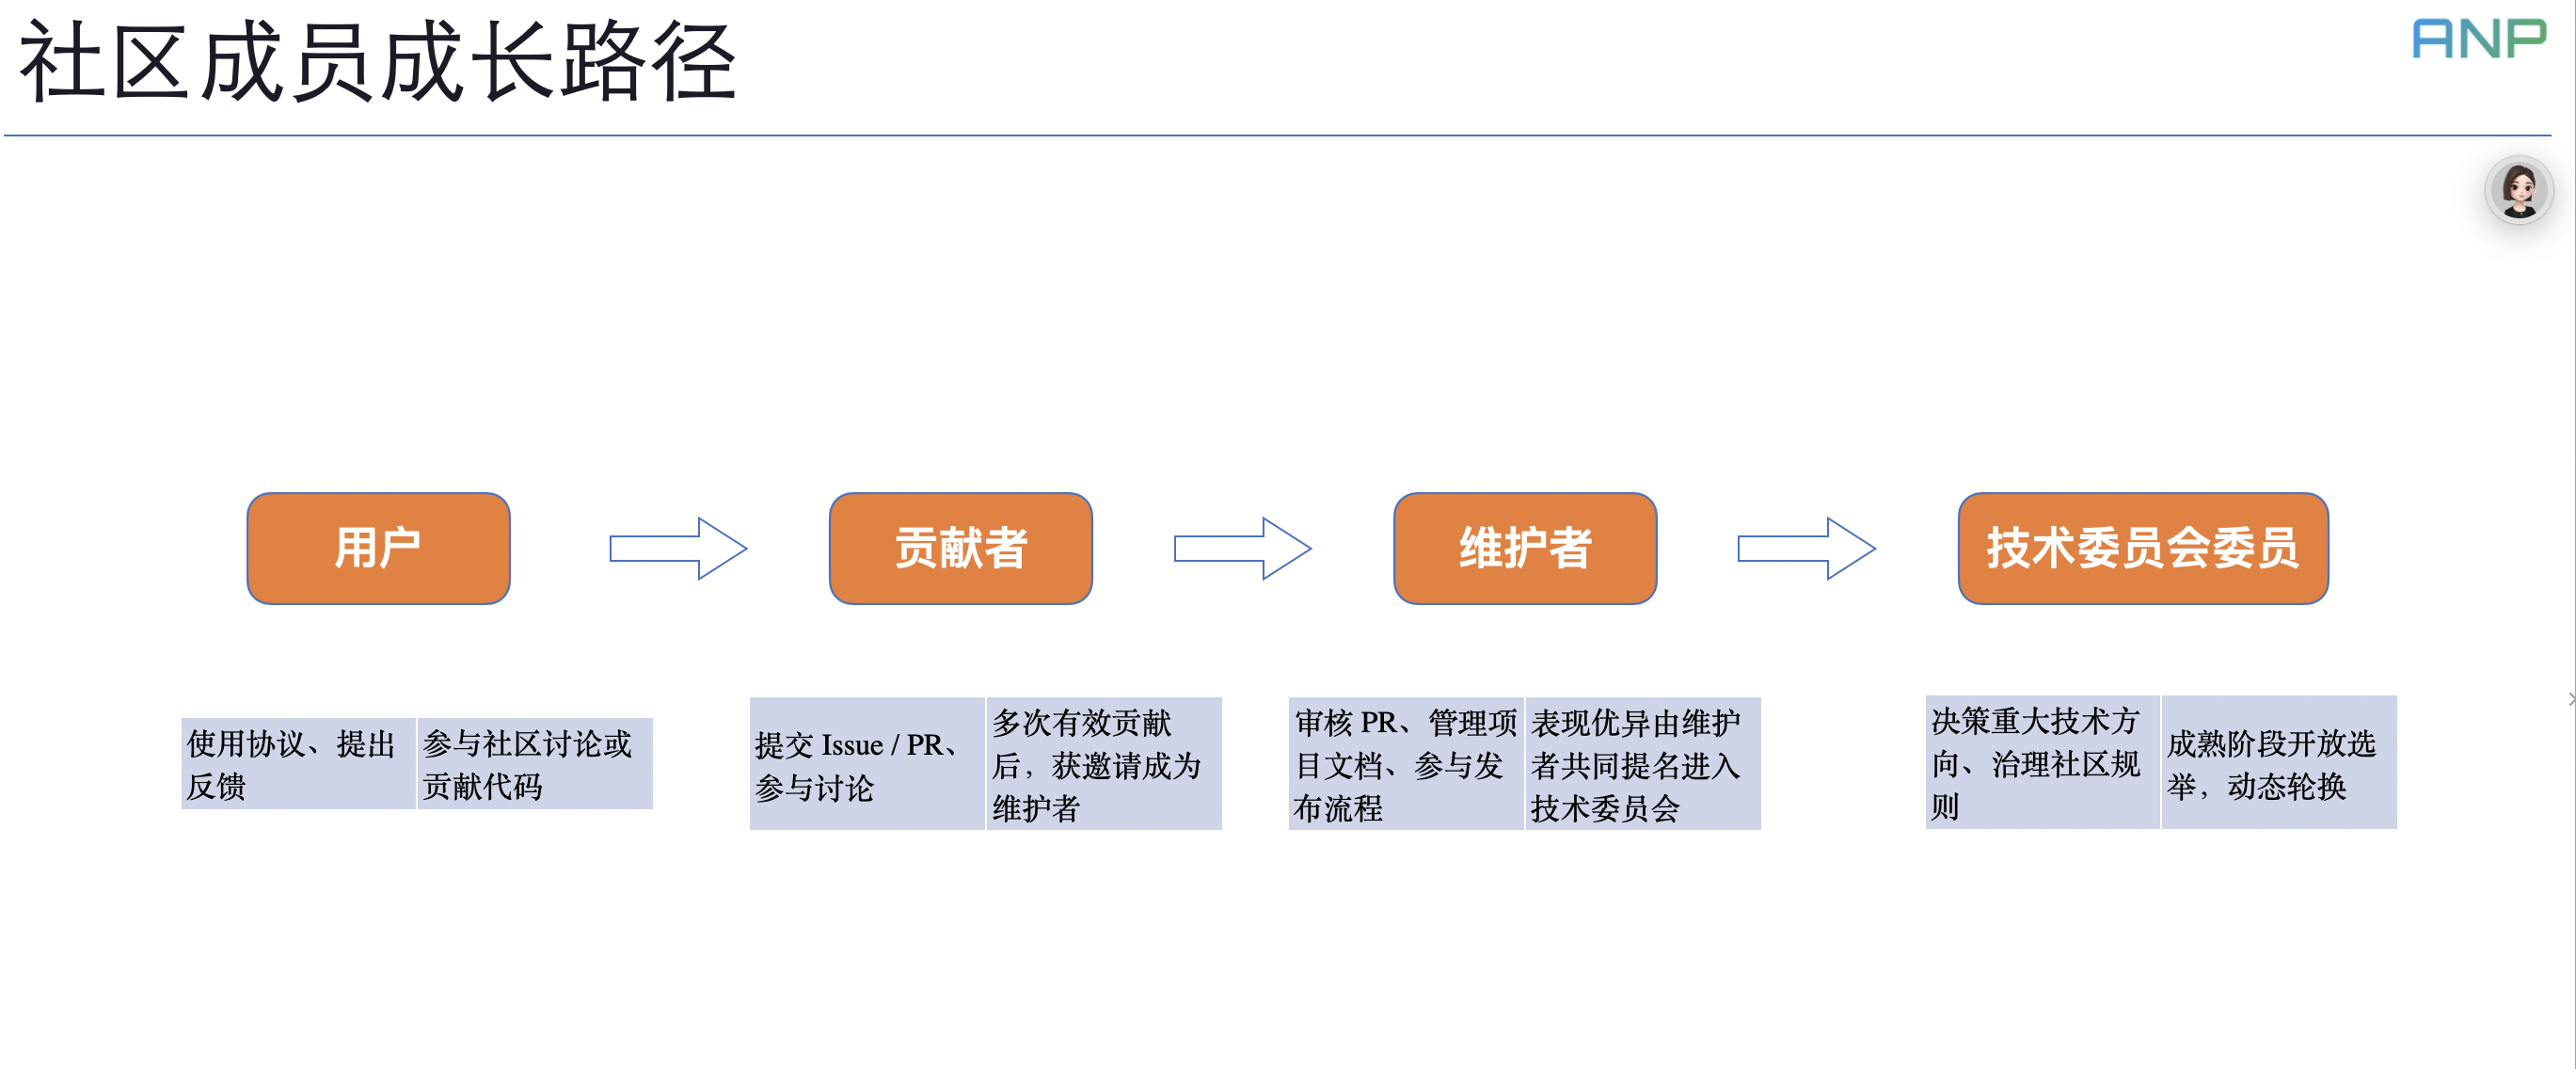 社区成员成长路径
ANP
用户
贡献者
维护者
技术委员会委员
使用协议、提出
反馈
参与社区讨论或
贡献代码
提交 Issue / PR、
参与讨论
多次有效贡献
后，获邀请成为
维护者
审核 PR、管理项
目文档、参与发
布流程
表现优异由维护
者共同提名进入
技术委员会
决策重大技术方
向、治理社区规
则
成熟阶段开放选
举，动态轮换